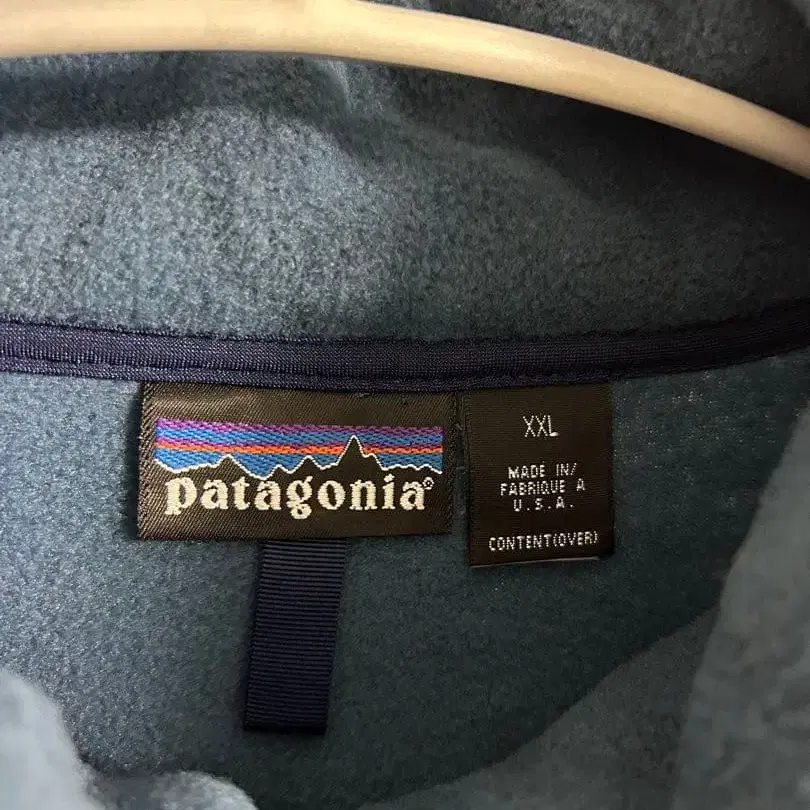 patagonia®
XXL
MADE IN/
FABRIQUE A
U.S.A.
CONTENT(OVER)